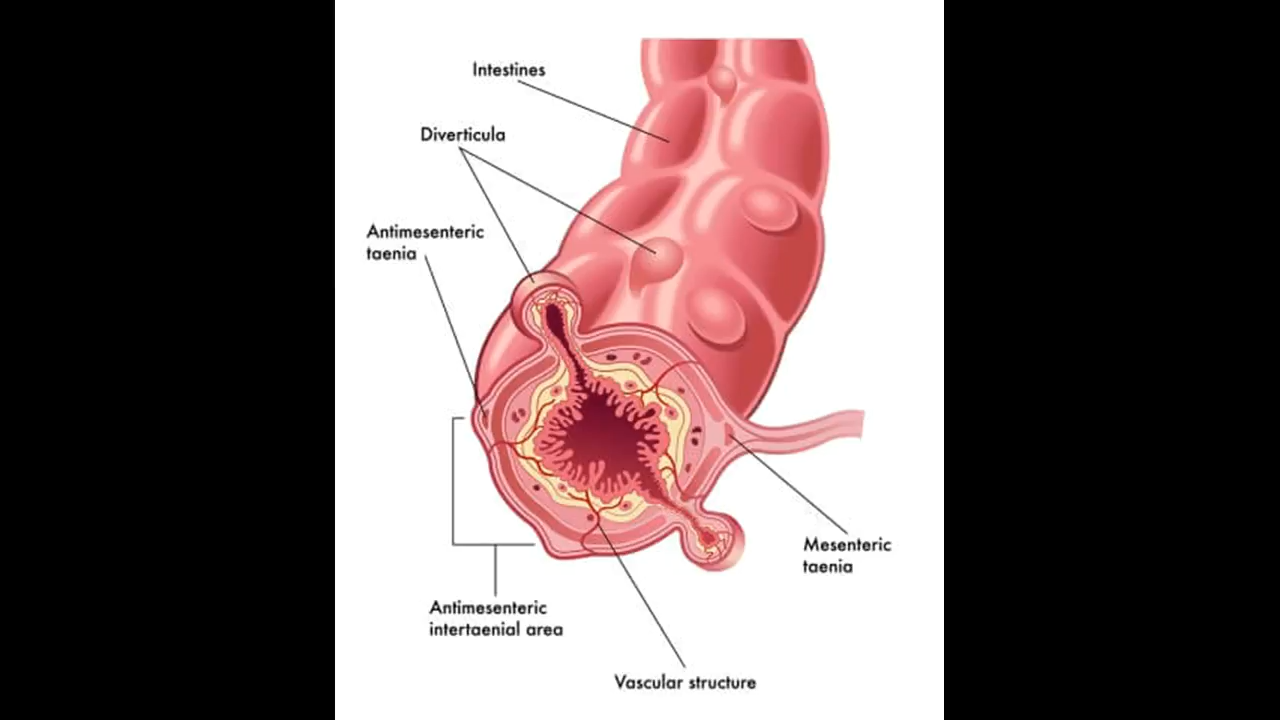 Intestines
Diverticula
Antimesenteric
taenia
Mesenteric
taenia
Antimesenteric
intertaenial area
Vascular structure